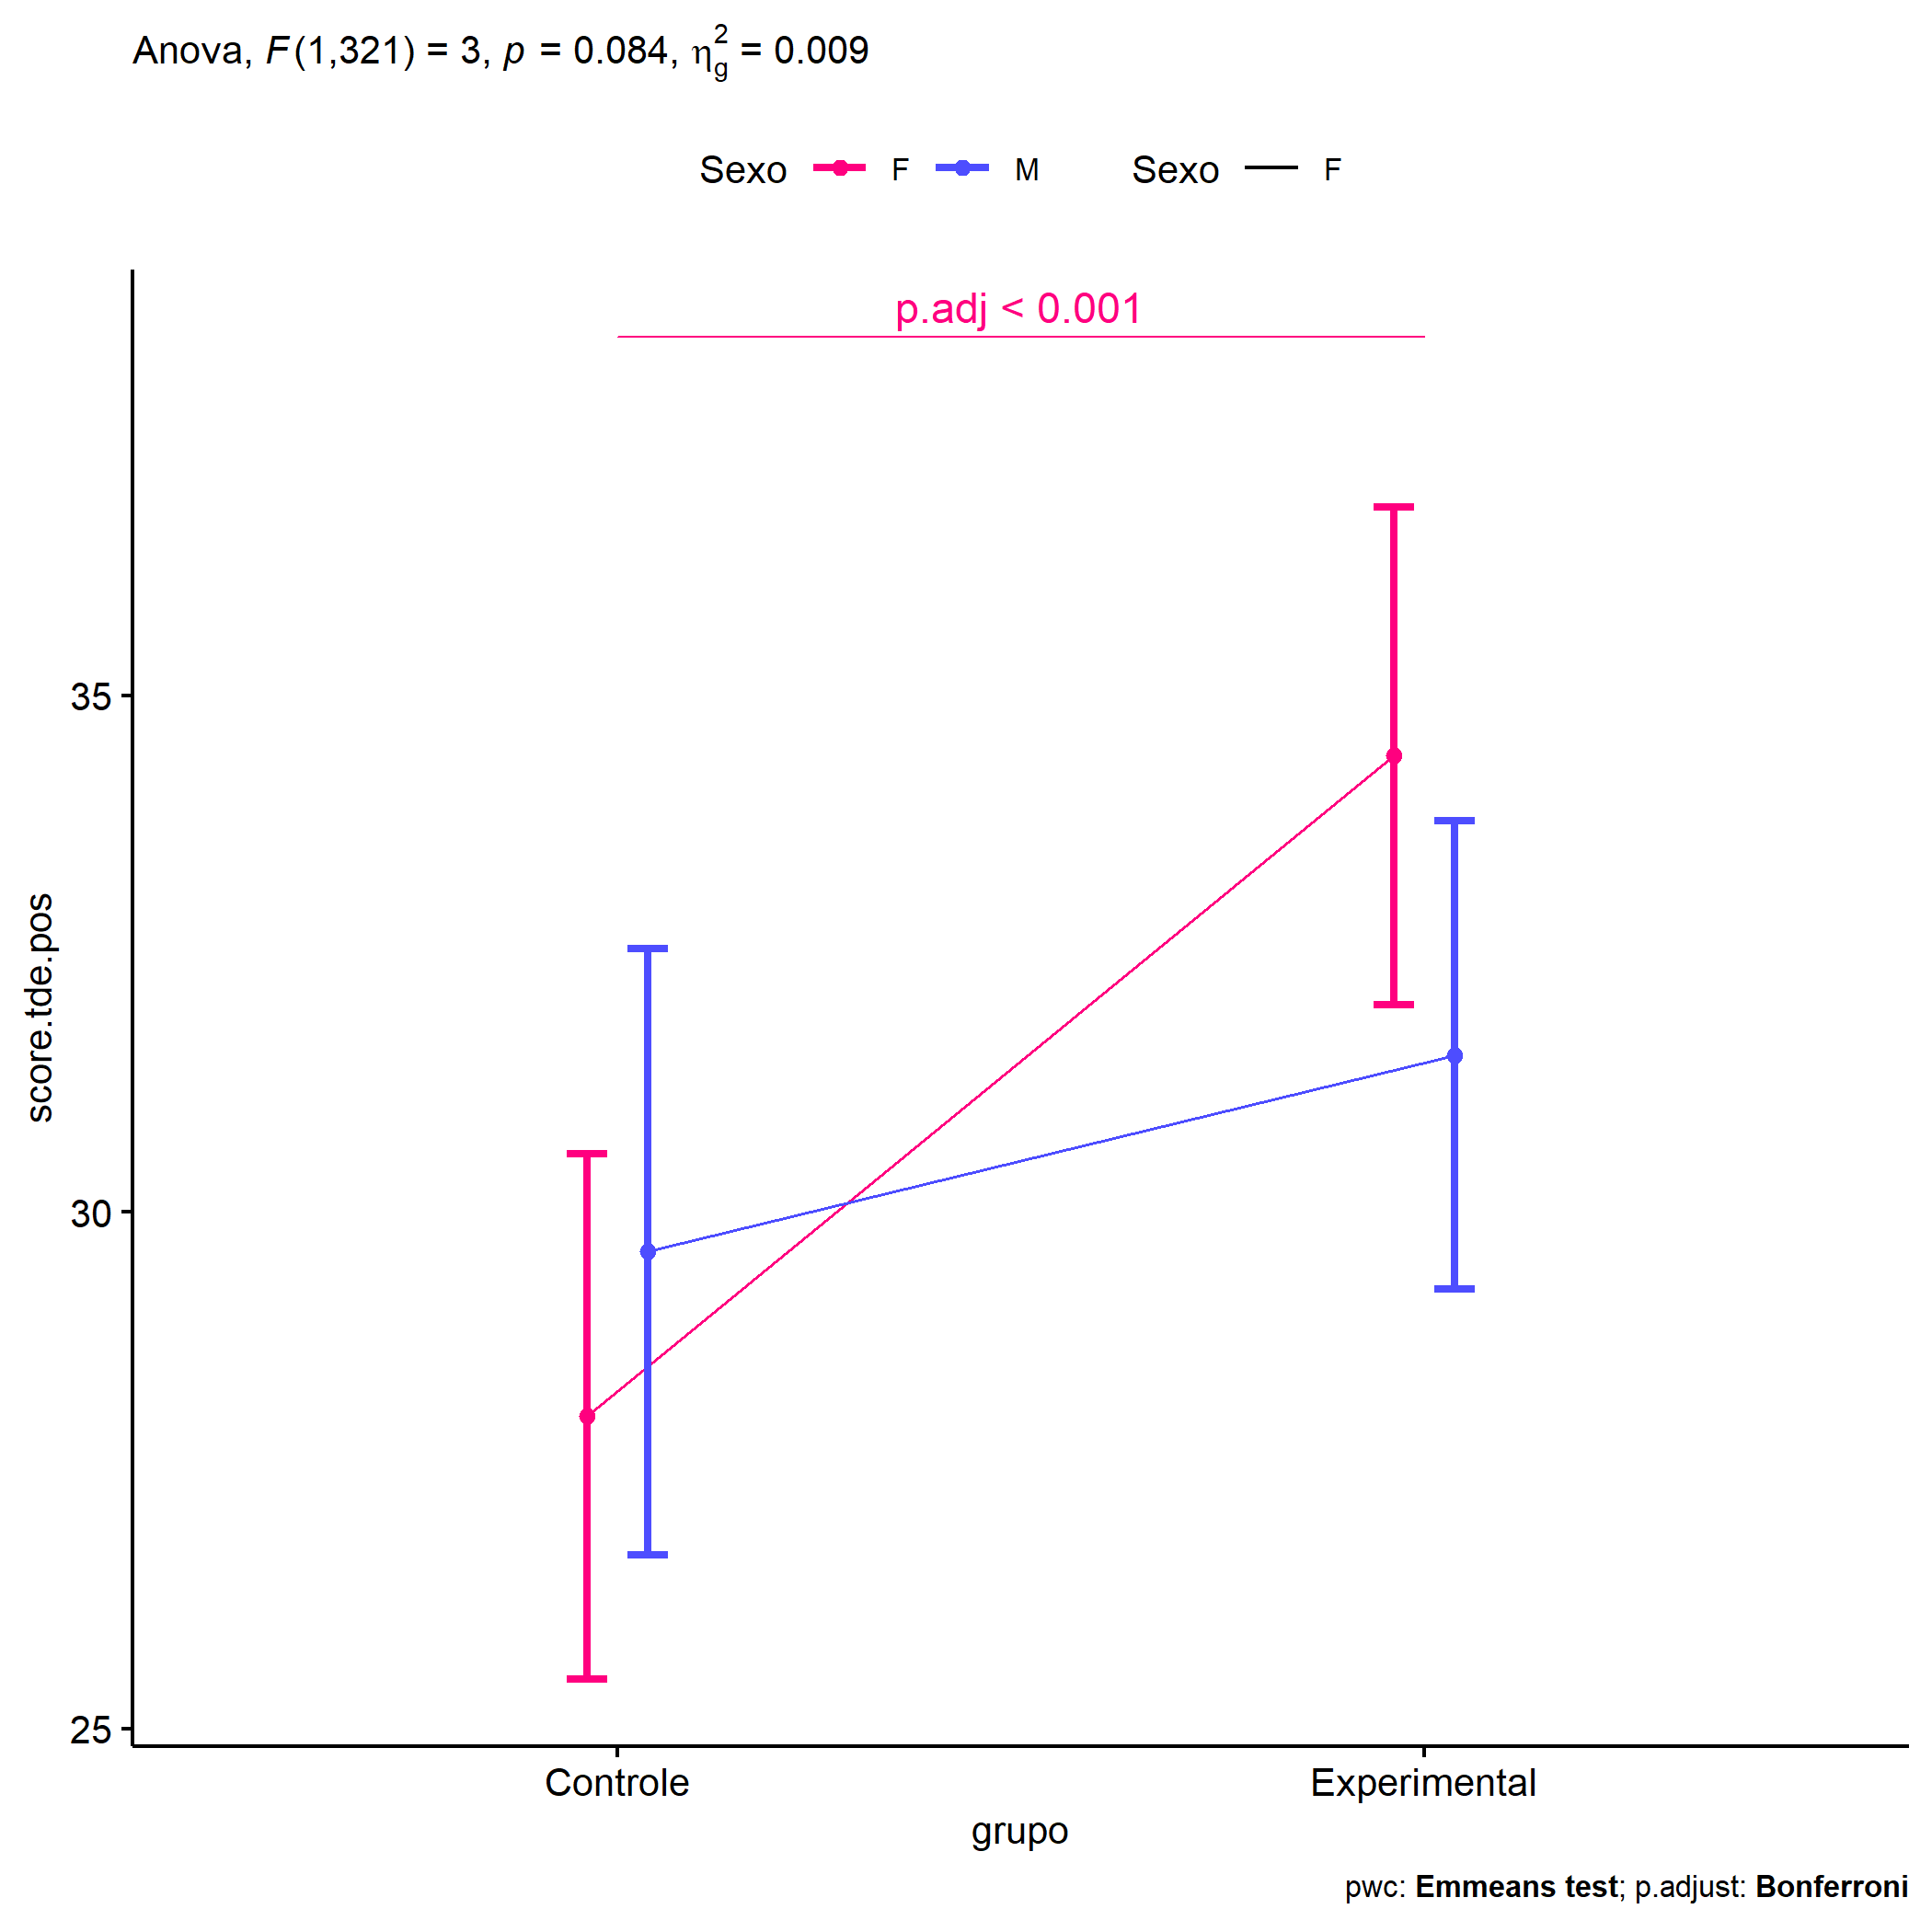 Anova, F(1,321) = 3, p = 0.084, η²g = 0.009
Sexo F M Sexo F
p.adj < 0.001
35
30
25
score.tde.pos
Controle Experimental
grupo
pwc: Emmeans test; p.adjust: Bonferroni